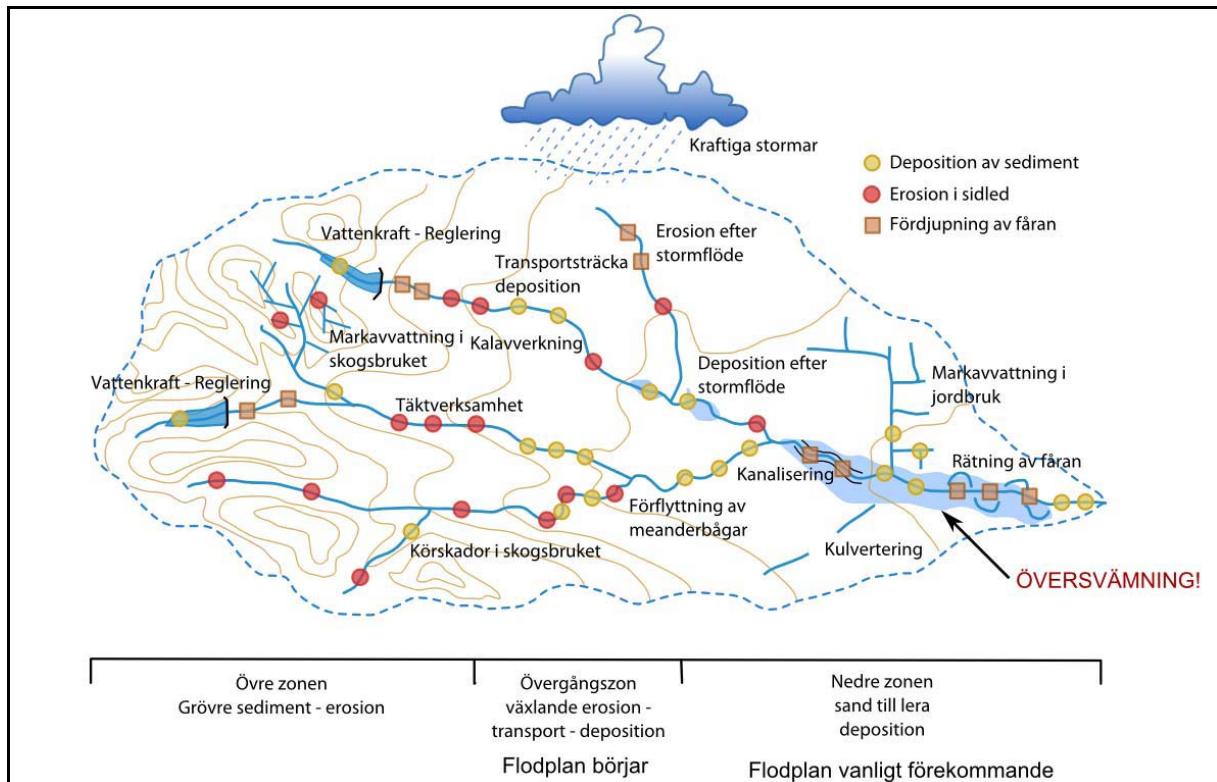 Kraftiga stormar
Deposition av sediment
Erosion i sidled
Fördjupning av fåran
Vattenkraft - Reglering
Erosion efter
stormflöde
Transportsträcka
deposition
Markavvattning i
skogsbruket
Kalavverkning
Deposition efter
stormflöde
Markavvattning i
jordbruk
Vattenkraft - Reglering
Täktverksamhet
Kanalisering
Rätning av fåran
Förflyttning av
meanderbågar
Körskador i skogsbruket
Kulvertering
ÖVERSVÄMNING!
Övre zonen
Grövre sediment - erosion
Övergångszon
växlande erosion -
transport - deposition
Nedre zonen
sand till lera
deposition
Flodplan börjar
Flodplan vanligt förekommande